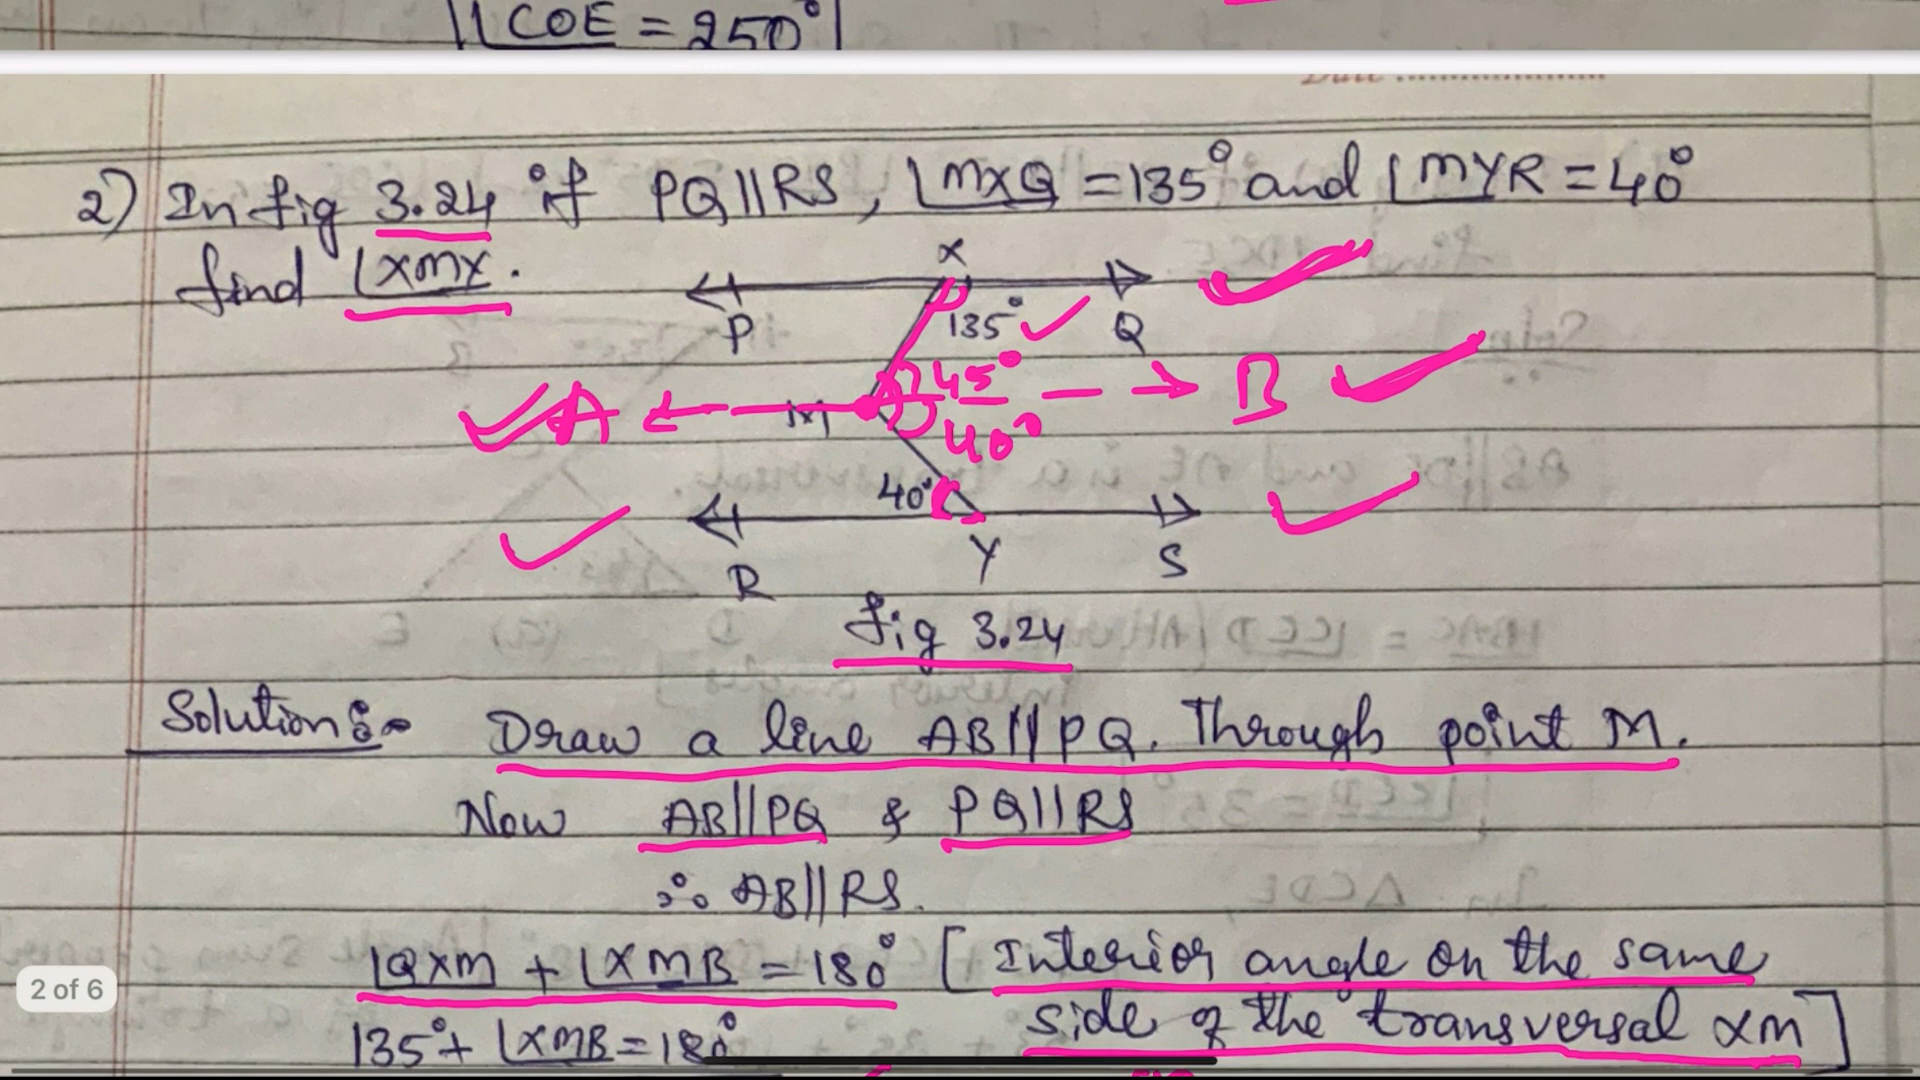 ∠COE = 250°
Date
2) In fig 3.24 if PQ||RS, ∠MXQ = 135° and ∠MYR = 40°
find ∠XMY.
X
P
135°
Q
45°
A
M
B
40°
40°
R
Y
S
fig 3.24
Solution:- Draw a line AB||PQ. Through point M.
Now AB||PQ & PQ||RS
∴ AB||RS.
∠QXM + ∠XMB = 180° [Interior angle on the same
side of the transversal XM]
135° + ∠XMB = 180°
2 of 6